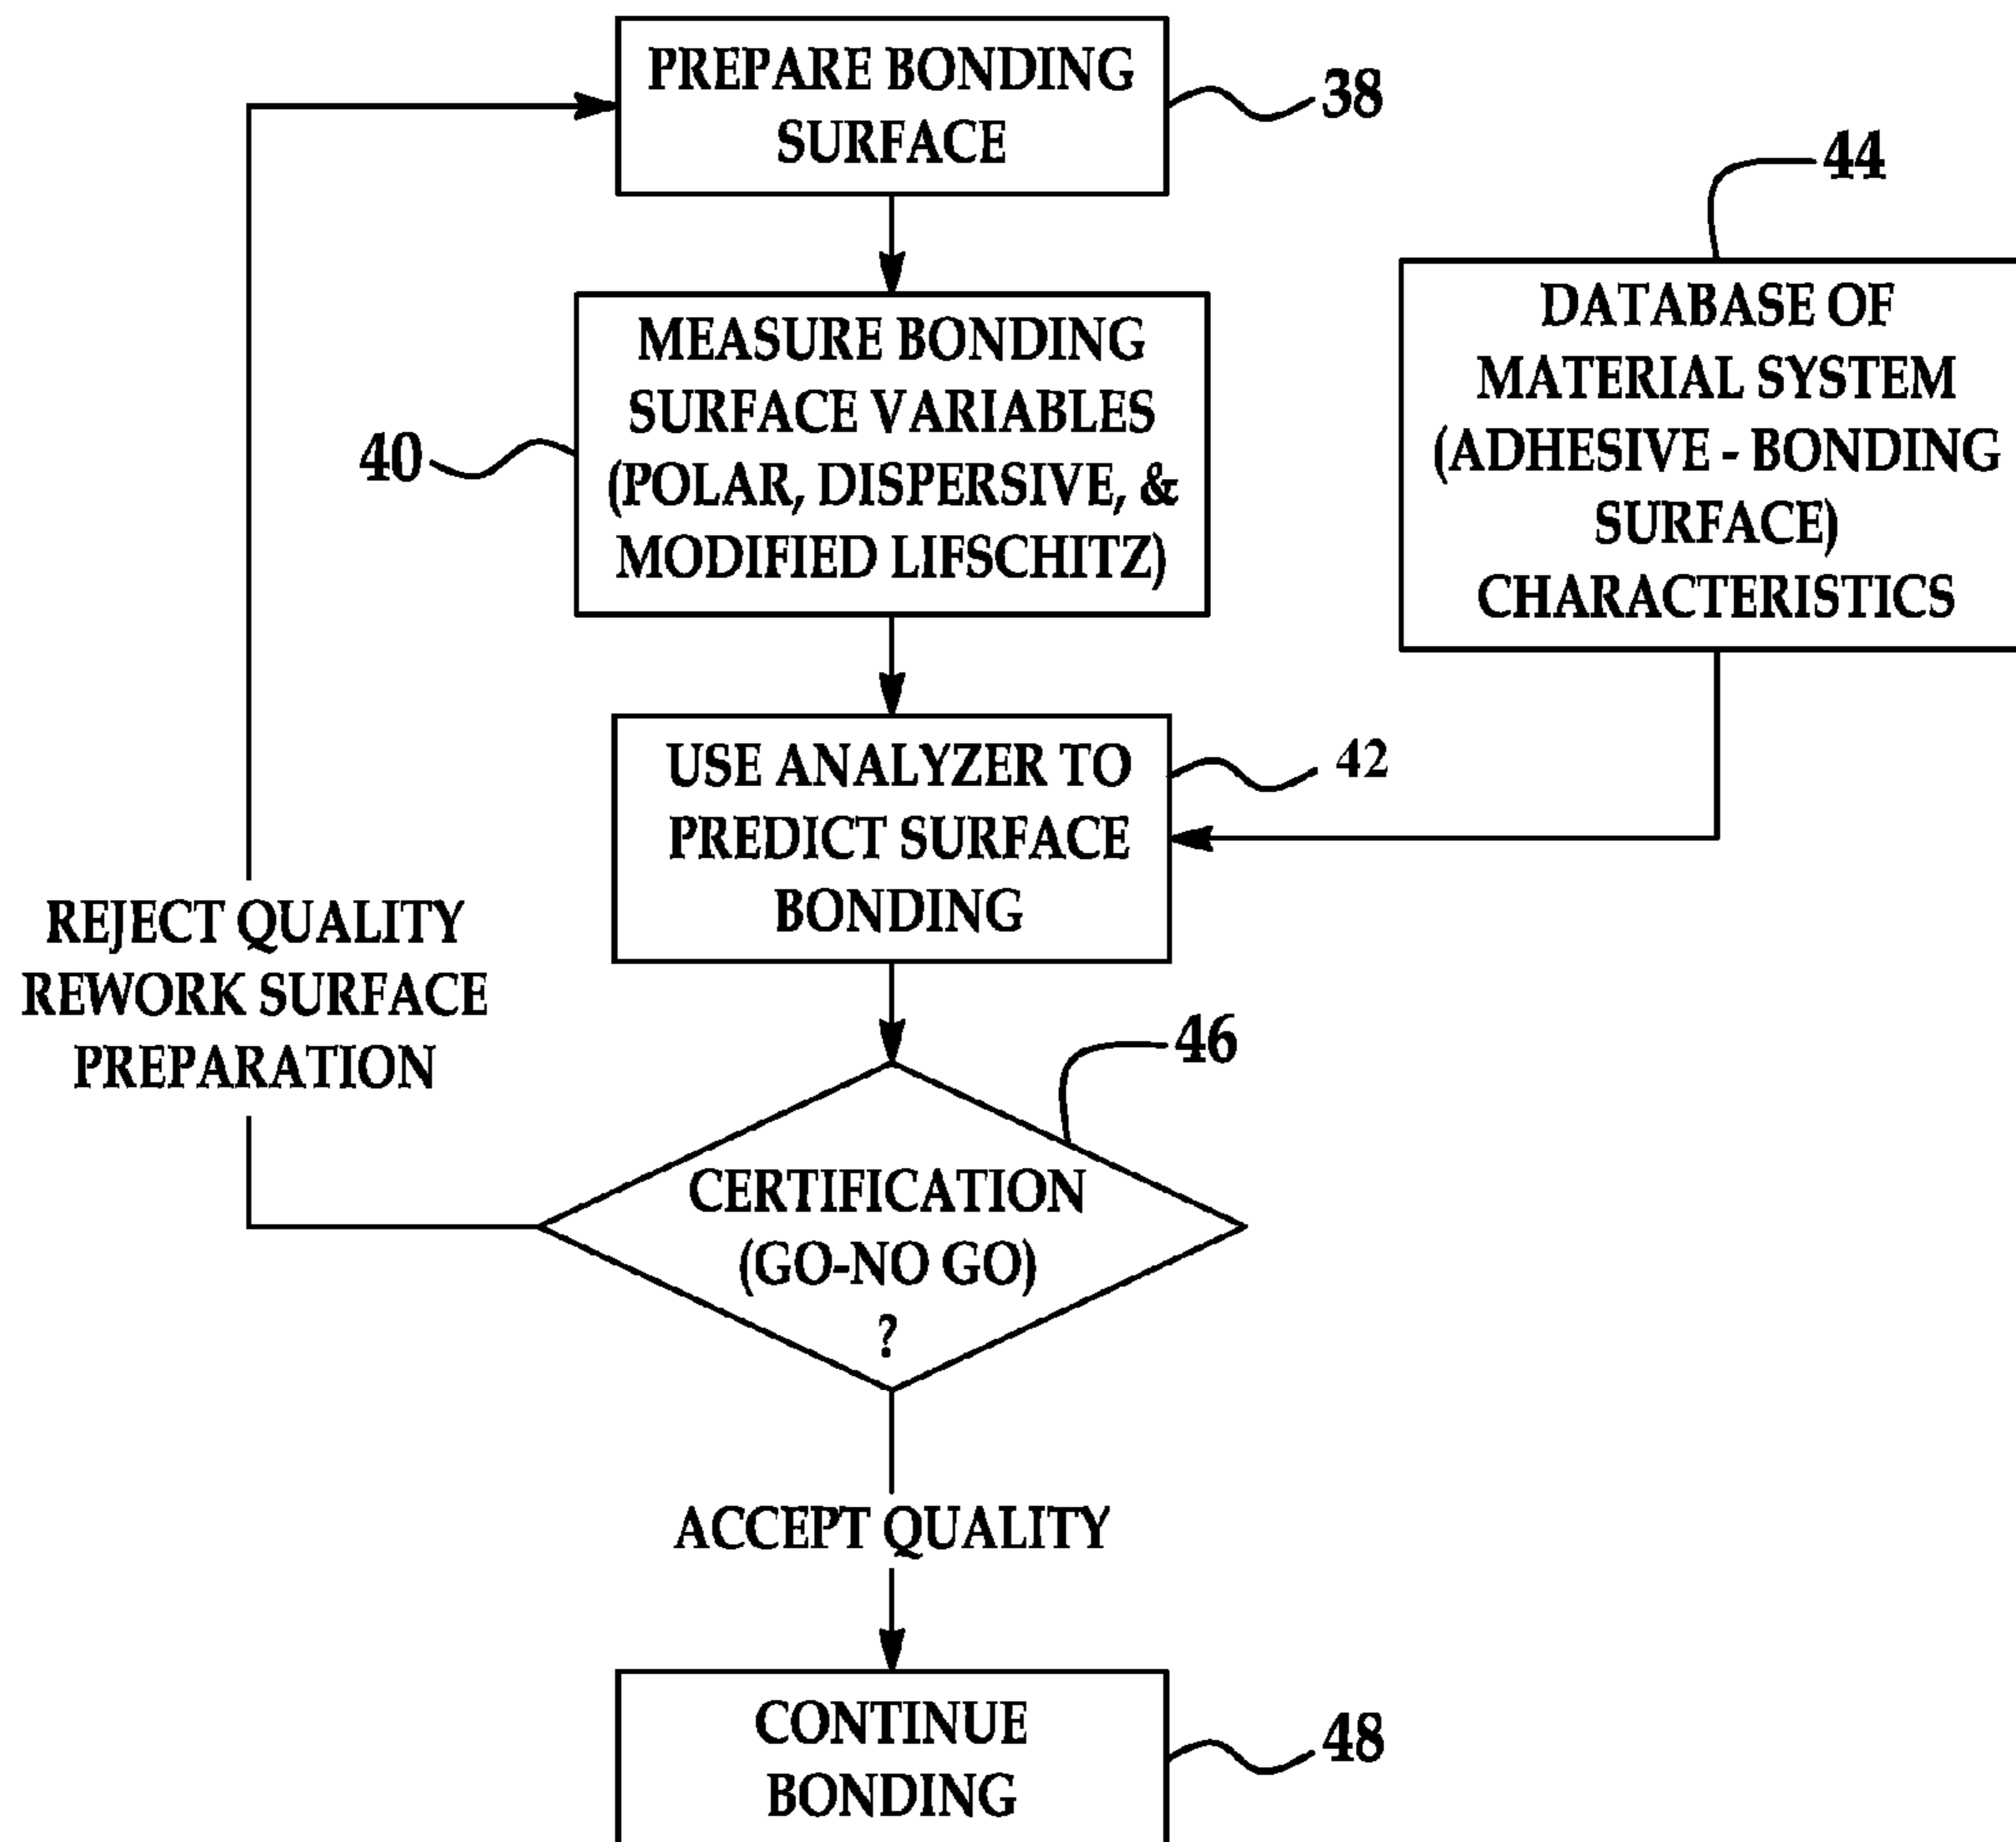 PREPARE BONDING
SURFACE
38
44
MEASURE BONDING
SURFACE VARIABLES
(POLAR, DISPERSIVE, &
MODIFIED LIFSCHITZ)
40
DATABASE OF
MATERIAL SYSTEM
(ADHESIVE - BONDING
SURFACE)
CHARACTERISTICS
USE ANALYZER TO
PREDICT SURFACE
BONDING
42
REJECT QUALITY
REWORK SURFACE
PREPARATION
46
CERTIFICATION
(GO-NO GO)
?
ACCEPT QUALITY
CONTINUE
BONDING
48